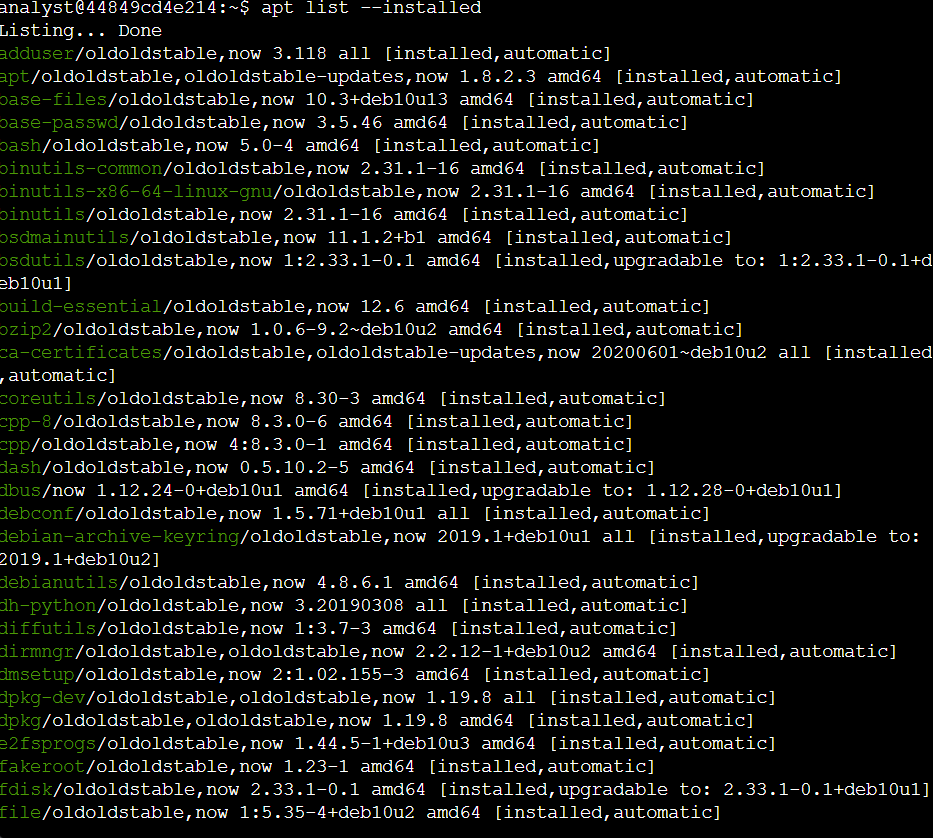 analyst@44849cd4e214:~$ apt list --installed
Listing... Done
adduser/oldoldstable,now 3.118 all [installed,automatic]
apt/oldoldstable,oldoldstable-updates,now 1.8.2.3 amd64 [installed,automatic]
base-files/oldoldstable,now 10.3+deb10u13 amd64 [installed,automatic]
base-passwd/oldoldstable,now 3.5.46 amd64 [installed,automatic]
bash/oldoldstable,now 5.0-4 amd64 [installed,automatic]
binutils-common/oldoldstable,now 2.31.1-16 amd64 [installed,automatic]
binutils-x86-64-linux-gnu/oldoldstable,now 2.31.1-16 amd64 [installed,automatic]
binutils/oldoldstable,now 2.31.1-16 amd64 [installed,automatic]
bsdmainutils/oldoldstable,now 11.1.2+b1 amd64 [installed,automatic]
bsdutils/oldoldstable,now 1:2.33.1-0.1 amd64 [installed,upgradable to: 1:2.33.1-0.1+d
eb10u1]
build-essential/oldoldstable,now 12.6 amd64 [installed,automatic]
bzip2/oldoldstable,now 1.0.6-9.2~deb10u2 amd64 [installed,automatic]
ca-certificates/oldoldstable,oldoldstable-updates,now 20200601~deb10u2 all [installed
,automatic]
coreutils/oldoldstable,now 8.30-3 amd64 [installed,automatic]
cpp-8/oldoldstable,now 8.3.0-6 amd64 [installed,automatic]
cpp/oldoldstable,now 4:8.3.0-1 amd64 [installed,automatic]
dash/oldoldstable,now 0.5.10.2-5 amd64 [installed,automatic]
dbus/now 1.12.24-0+deb10u1 amd64 [installed,upgradable to: 1.12.28-0+deb10u1]
debconf/oldoldstable,now 1.5.71+deb10u1 all [installed,automatic]
debian-archive-keyring/oldoldstable,now 2019.1+deb10u1 all [installed,upgradable to:
2019.1+deb10u2]
debianutils/oldoldstable,now 4.8.6.1 amd64 [installed,automatic]
dh-python/oldoldstable,now 3.20190308 all [installed,automatic]
diffutils/oldoldstable,now 1:3.7-3 amd64 [installed,automatic]
dirmngr/oldoldstable,oldoldstable,now 2.2.12-1+deb10u2 amd64 [installed,automatic]
dmsetup/oldoldstable,now 2:1.02.155-3 amd64 [installed,automatic]
dpkg-dev/oldoldstable,oldoldstable,now 1.19.8 all [installed,automatic]
dpkg/oldoldstable,oldoldstable,now 1.19.8 amd64 [installed,automatic]
e2fsprogs/oldoldstable,now 1.44.5-1+deb10u3 amd64 [installed,automatic]
fakeroot/oldoldstable,now 1.23-1 amd64 [installed,automatic]
fdisk/oldoldstable,now 2.33.1-0.1 amd64 [installed,upgradable to: 2.33.1-0.1+deb10u1]
file/oldoldstable,now 1:5.35-4+deb10u2 amd64 [installed,automatic]